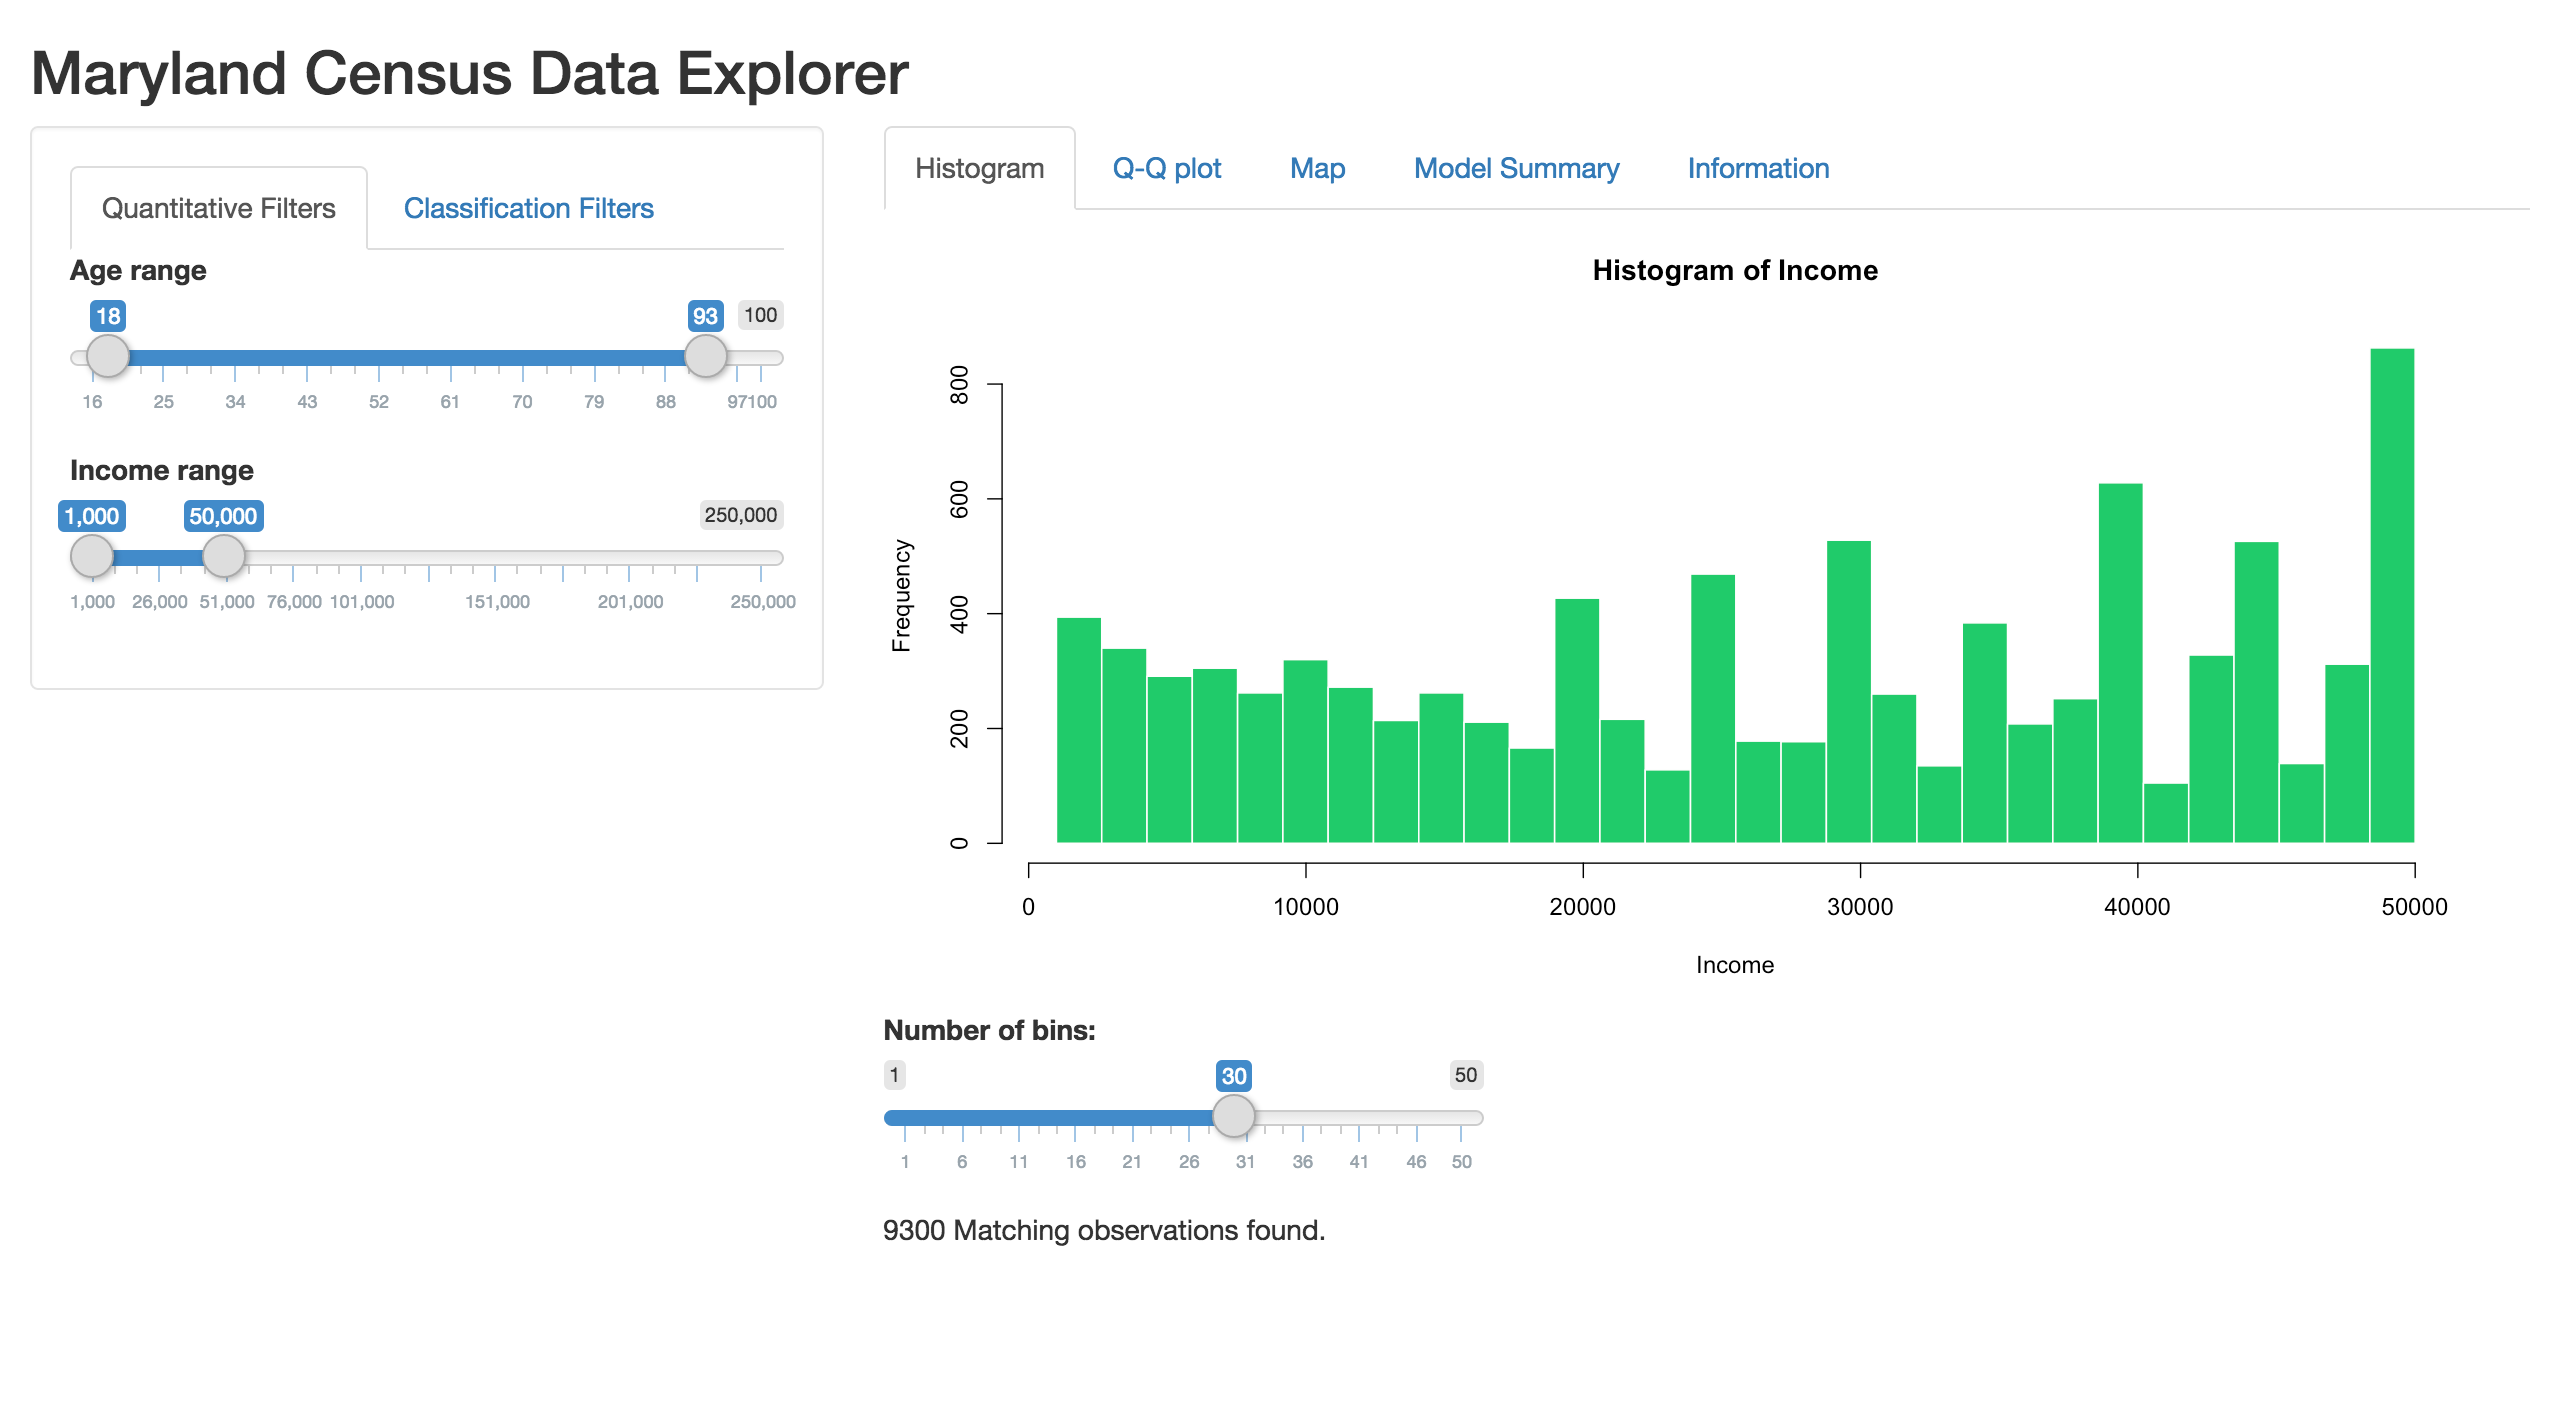 Maryland Census Data Explorer
Quantitative Filters Classification Filters
Age range
18 93 100
16 25 34 43 52 61 70 79 88 97 100
Income range
1,000 50,000 250,000
1,000 26,000 51,000 76,000 101,000 151,000 201,000 250,000
Histogram Q-Q plot Map Model Summary Information
Histogram of Income
Frequency
800
600
400
200
0
0 10000 20000 30000 40000 50000
Income
Number of bins:
1 30 50
1 6 11 16 21 26 31 36 41 46 50
9300 Matching observations found.